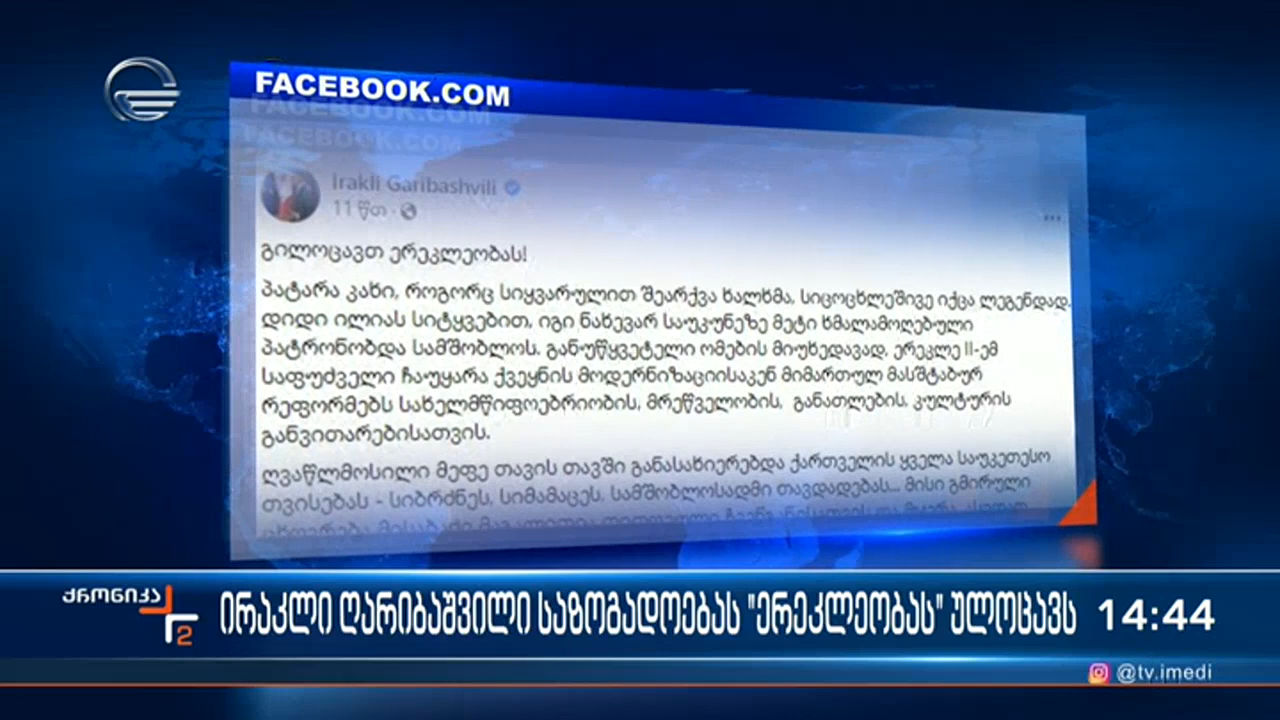 FACEBOOK.COM
Irakli Garibashvili
11 წთ ·
გილოცავთ ერეკლეობას!
პატარა კახი, როგორც სიყვარულით შეარქვა ხალხმა, სიცოცხლეშივე იქცა ლეგენდად.
დიდი ილიას სიტყვებით, იგი ნახევარ საუკუნეზე მეტი ხმალამოღებული
პატრონობდა სამშობლოს. განუწყვეტელი ომების მიუხედავად, ერეკლე II-ემ
საფუძველი ჩაუყარა ქვეყნის მოდერნიზაციისაკენ მიმართულ მასშტაბურ
რეფორმებს სახელმწიფოებრიობის, მრეწველობის, განათლების, კულტურის
განვითარებისათვის.
ღვაწლმოსილი მეფე თავის თავში განასახიერებდა ქართველის ყველა საუკეთესო
თვისებას - სიბრძნეს, სიმამაცეს, სამშობლოსადმი თავდადებას... მისი გმირული
ქრონიკა 2
ირაკლი ღარიბაშვილი საზოგადოებას "ერეკლეობას" ულოცავს
14:44
@tv.imedi